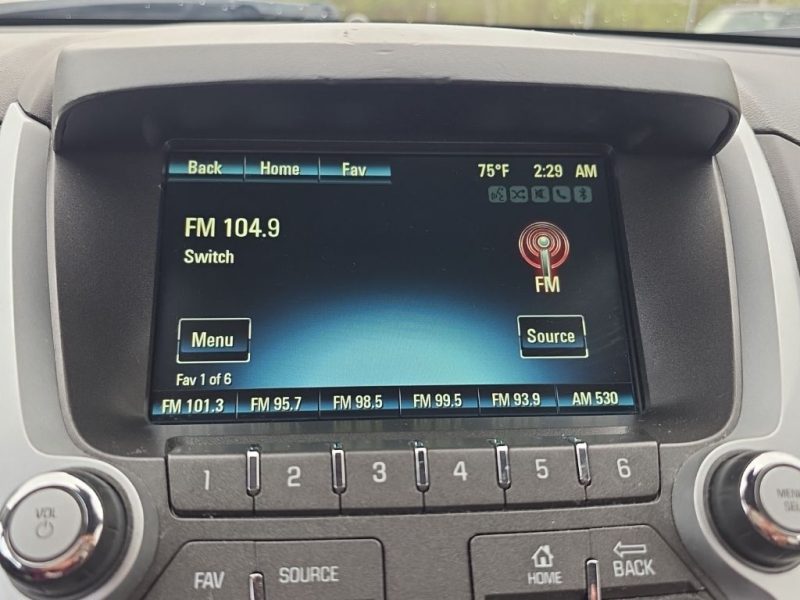 Back Home Fav 75°F 2:29 AM
FM 104.9
Switch
FM
Menu Source
Fav 1 of 6
FM 101.3 FM 95.7 FM 98.5 FM 99.5 FM 93.9 AM 530
1 2 3 4 5 6
VOL MENU
SEL
FAV SOURCE HOME BACK